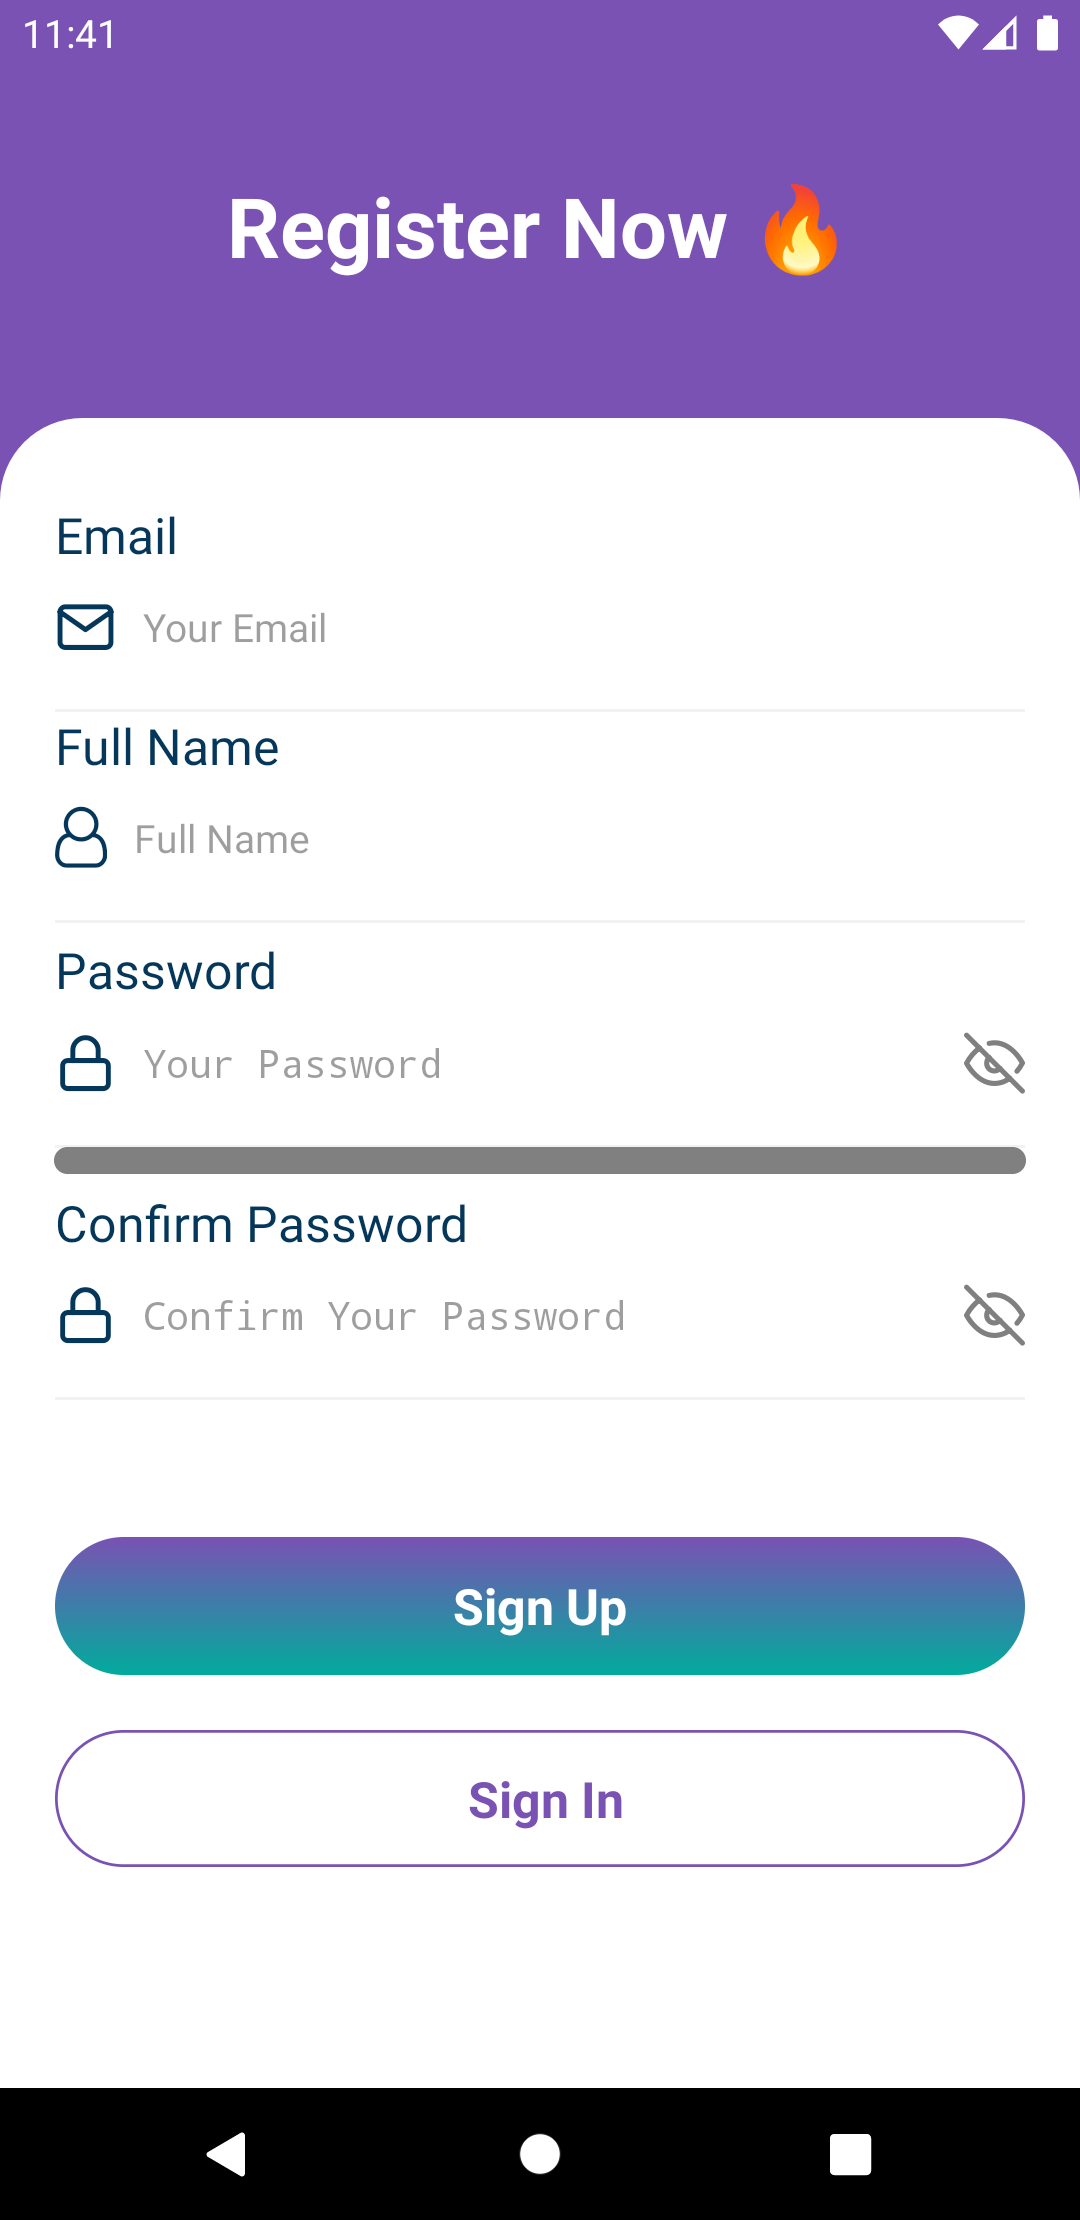 11:41
Register Now 🔥
Email
Your Email
Full Name
Full Name
Password
Your Password
Confirm Password
Confirm Your Password
Sign Up
Sign In